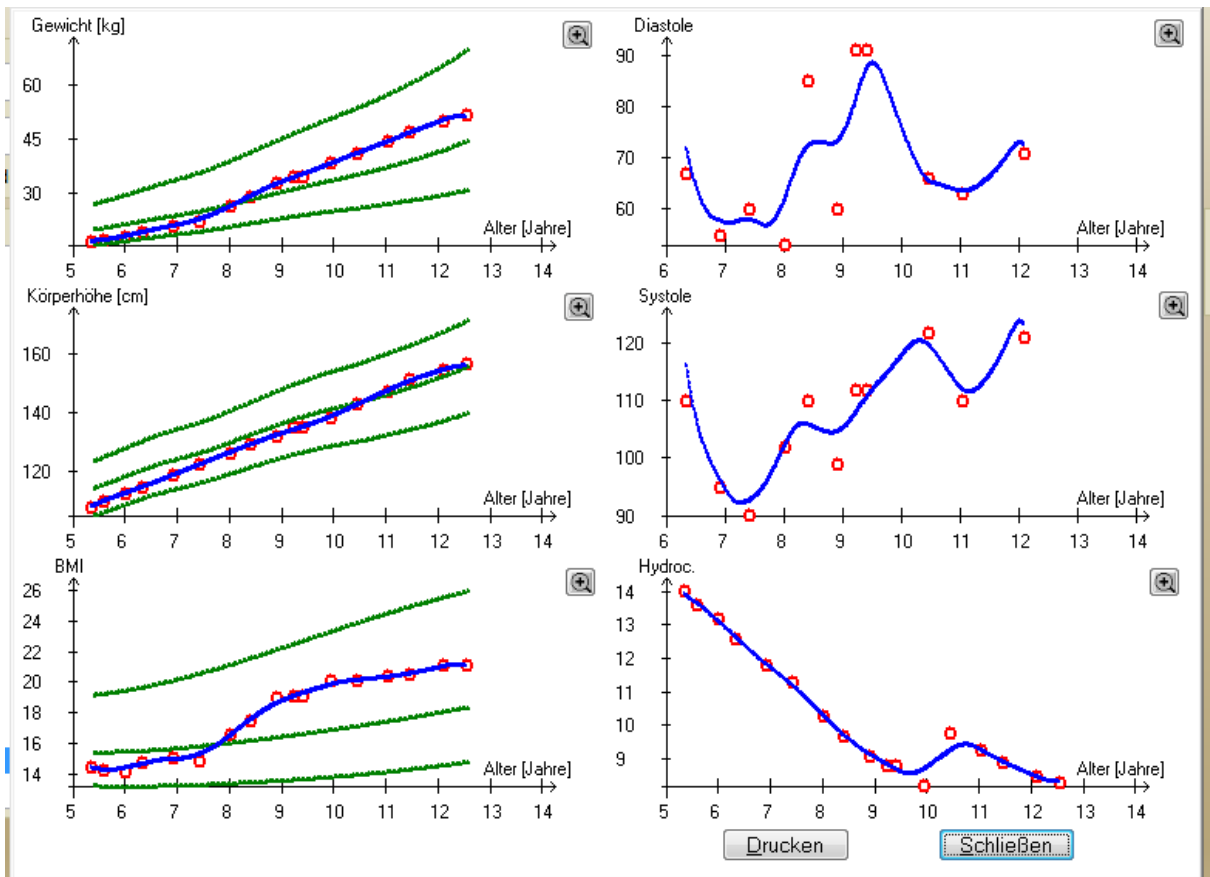 Gewicht [kg]
60
45
30
Alter [Jahre]
5 6 7 8 9 10 11 12 13 14
Diastole
90
80
70
60
Alter [Jahre]
6 7 8 9 10 11 12 13 14
Körperhöhe [cm]
160
140
120
Alter [Jahre]
5 6 7 8 9 10 11 12 13 14
Systole
120
110
100
90
Alter [Jahre]
6 7 8 9 10 11 12 13 14
BMI
26
24
22
20
18
16
14
Alter [Jahre]
5 6 7 8 9 10 11 12 13 14
Hydroc.
14
13
12
11
10
9
Alter [Jahre]
5 6 7 8 9 10 11 12 13 14
Drucken
Schließen